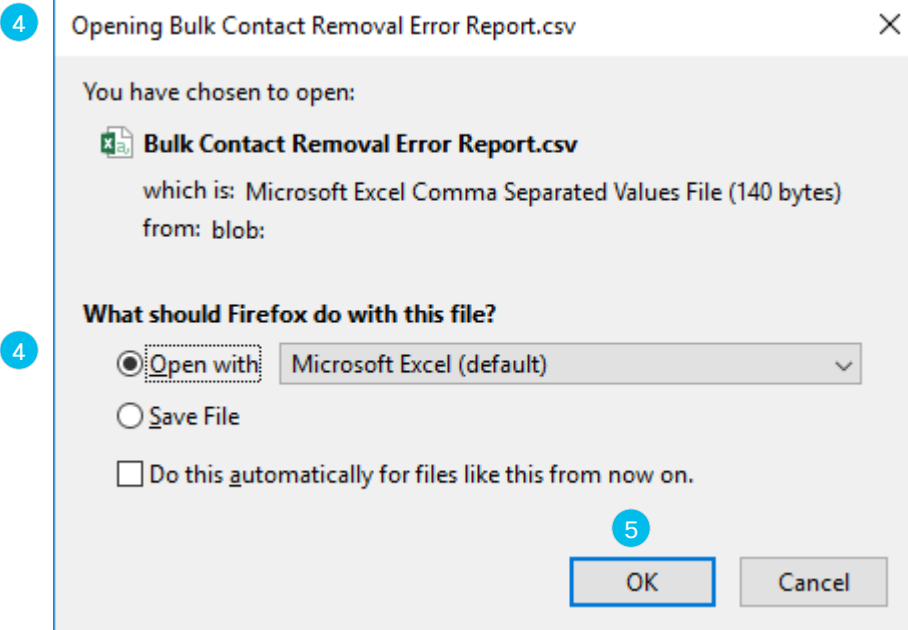 4
Opening Bulk Contact Removal Error Report.csv
You have chosen to open:
Bulk Contact Removal Error Report.csv
which is: Microsoft Excel Comma Separated Values File (140 bytes)
from: blob:
What should Firefox do with this file?
4
Open with Microsoft Excel (default)
Save File
Do this automatically for files like this from now on.
5
OK Cancel